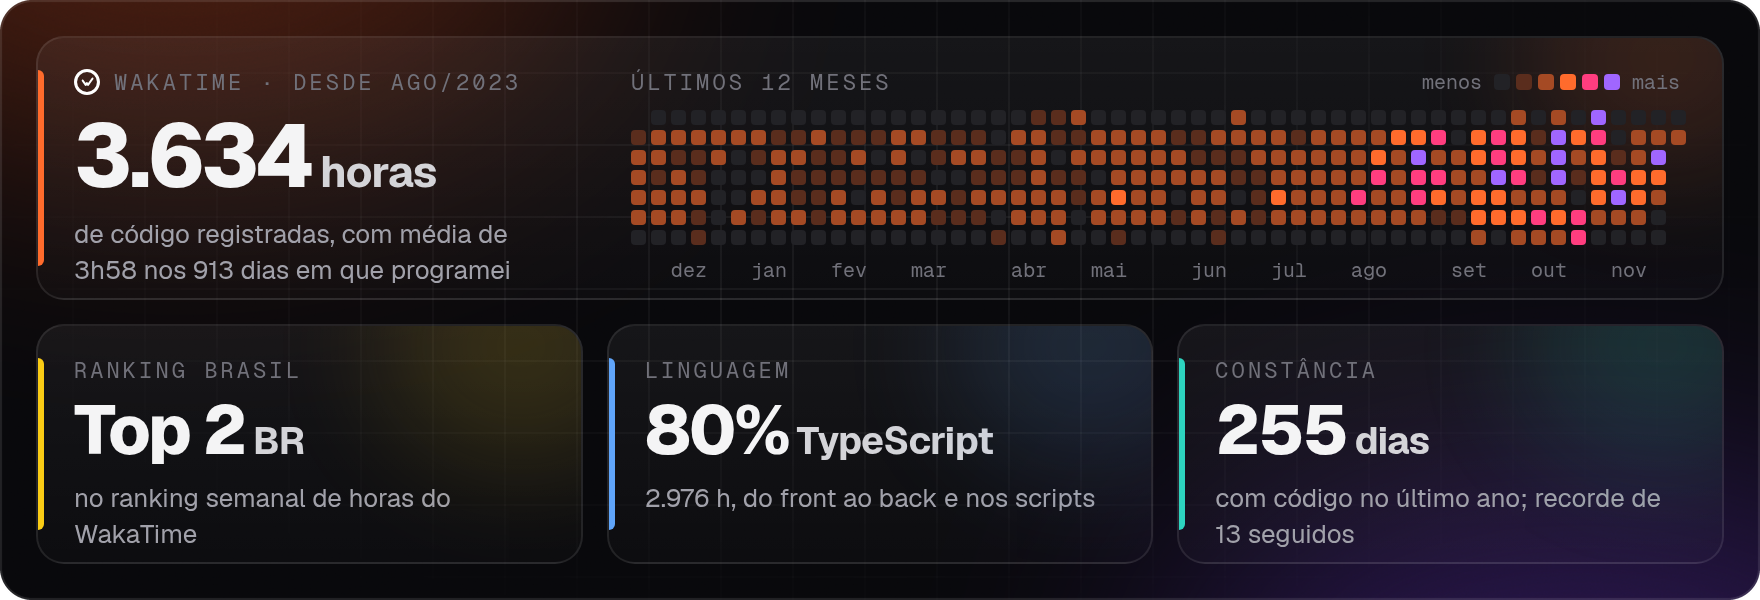 WAKATIME · DESDE AGO/2023
3.634 horas
de código registradas, com média de
3h58 nos 913 dias em que programei
ÚLTIMOS 12 MESES
menos mais
dez jan fev mar abr mai jun jul ago set out nov
RANKING BRASIL
Top 2 BR
no ranking semanal de horas do
WakaTime
LINGUAGEM
80% TypeScript
2.976 h, do front ao back e nos scripts
CONSTÂNCIA
255 dias
com código no último ano; recorde de
13 seguidos